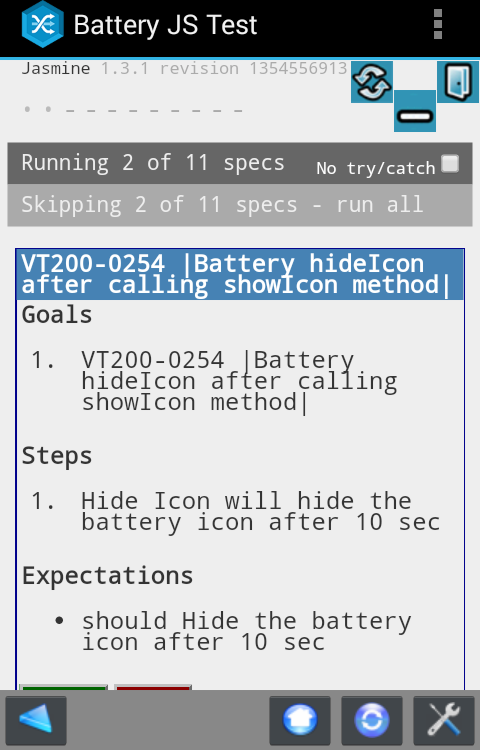 Battery JS Test
Jasmine 1.3.1 revision 1354556913
Running 2 of 11 specs No try/catch
Skipping 2 of 11 specs - run all
VT200-0254 |Battery hideIcon
after calling showIcon method|
Goals
1. VT200-0254 |Battery
hideIcon after calling
showIcon method|
Steps
1. Hide Icon will hide the
battery icon after 10 sec
Expectations
• should Hide the battery
icon after 10 sec